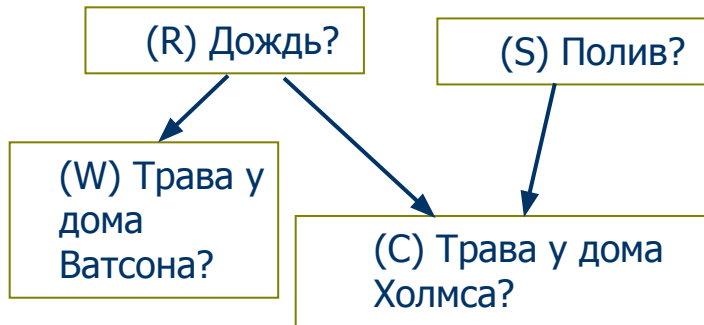 (R) Дождь?
(S) Полив?
(W) Трава у
дома
Ватсона?
(C) Трава у дома
Холмса?